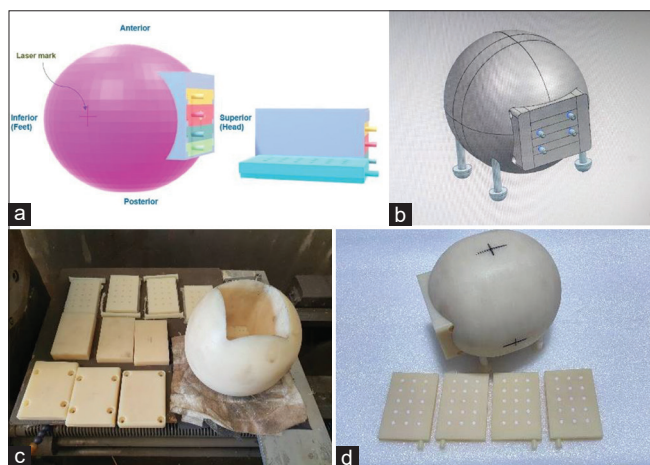 Anterior
Laser mark
Inferior
(Feet)
Superior
(Head)
Posterior
a
b
c
d